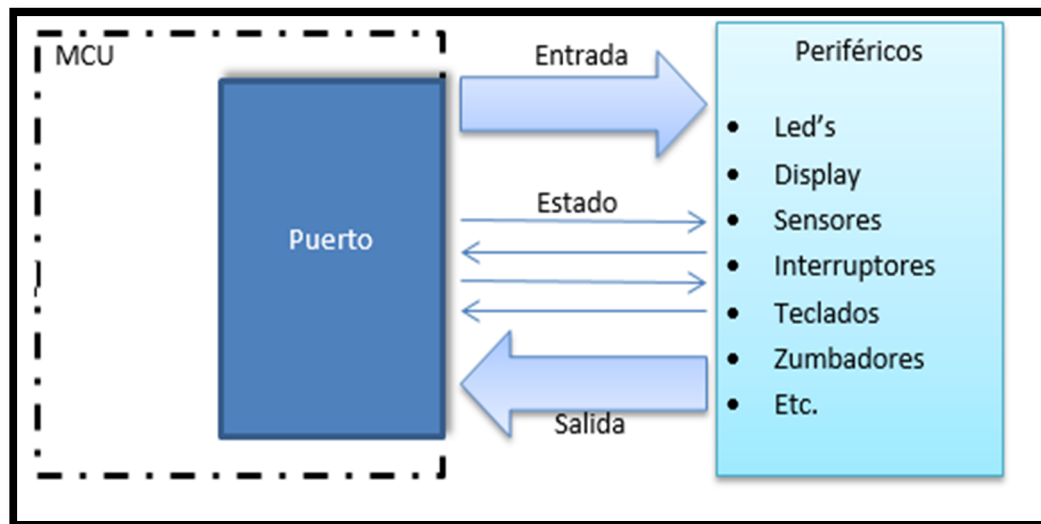 MCU
Puerto
Entrada
Estado
Salida
Periféricos
• Led's
• Display
• Sensores
• Interruptores
• Teclados
• Zumbadores
• Etc.